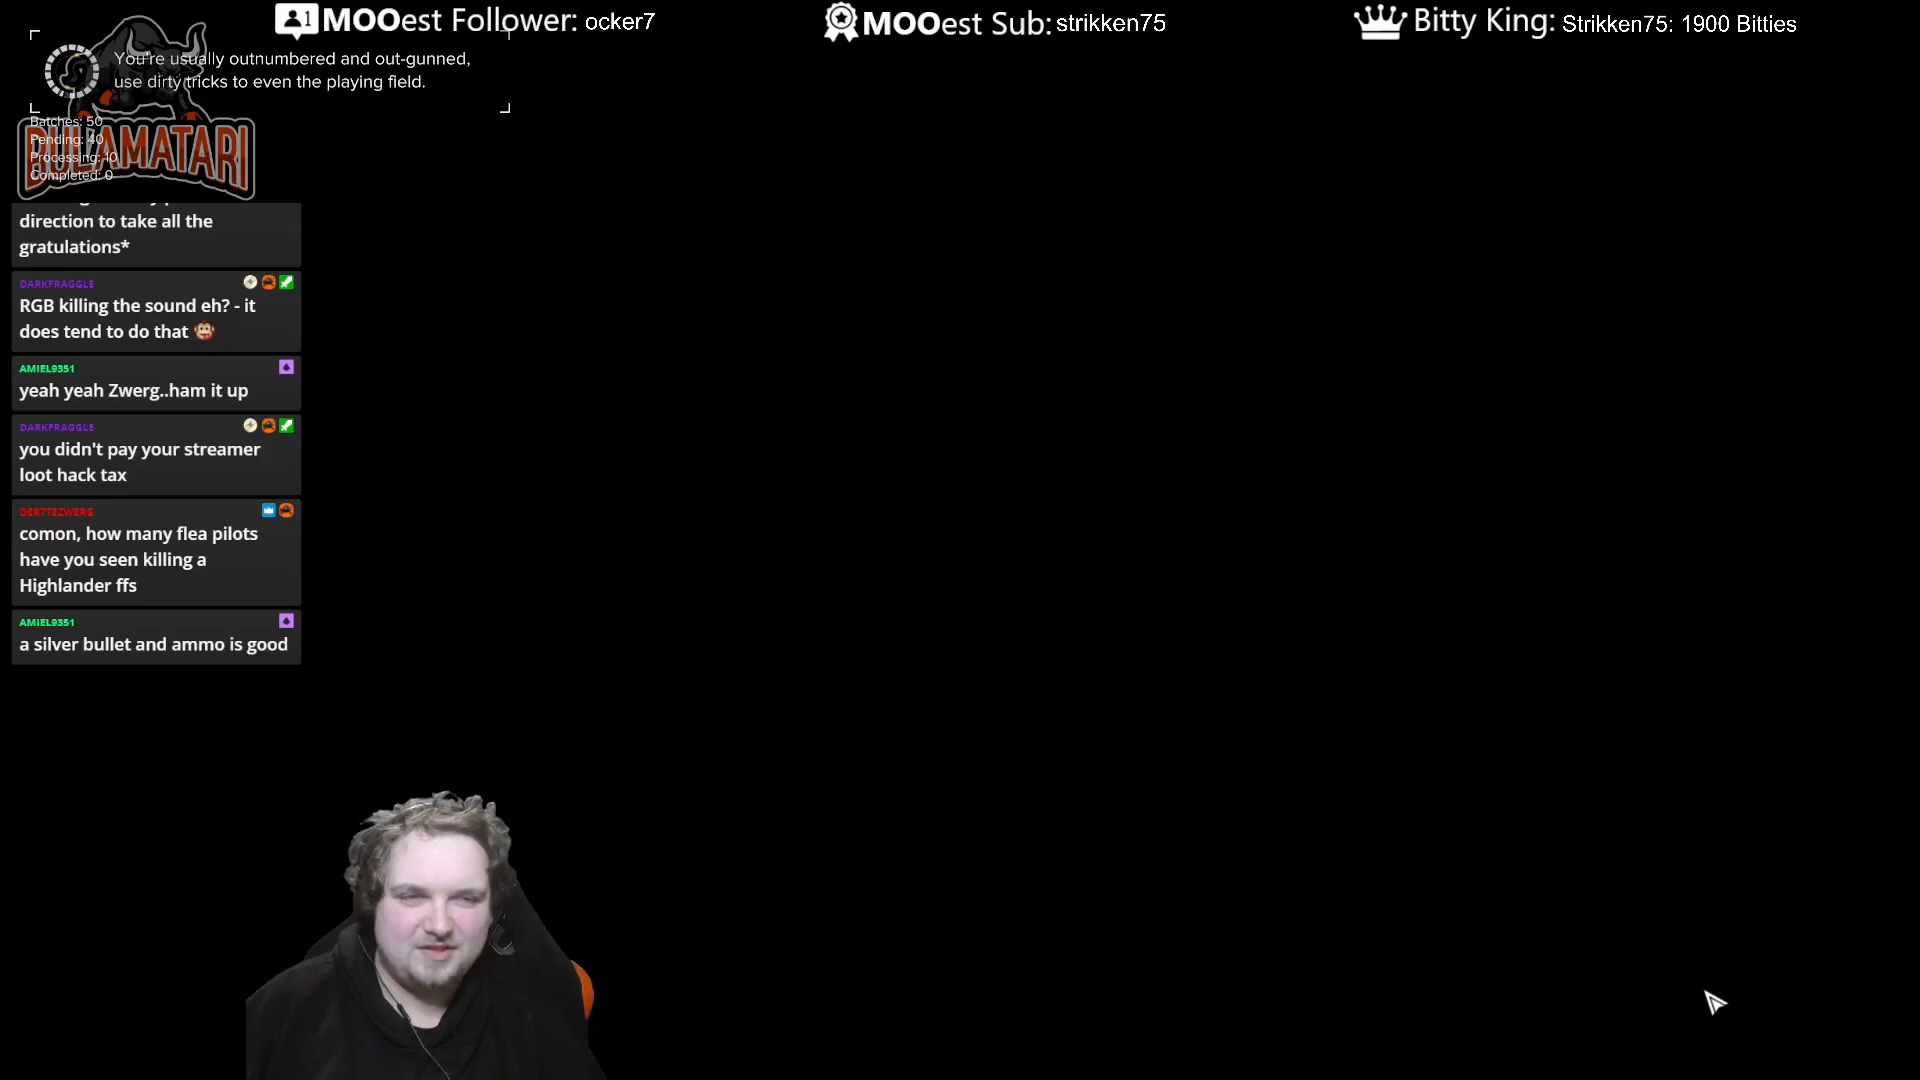 MOOest Follower: ocker7
MOOest Sub: strikken75
Bitty King: Strikken75: 1900 Bitties
You're usually outnumbered and out-gunned,
use dirty tricks to even the playing field.
Batches: 50
Pending: 40
Processing: 10
Completed: 0
BULAMATARI
direction to take all the
gratulations*
DARKFRAGGLE
RGB killing the sound eh? - it
does tend to do that
AMIEL9351
yeah yeah Zwerg..ham it up
DARKFRAGGLE
you didn't pay your streamer
loot hack tax
DER7TEZWERG
comon, how many flea pilots
have you seen killing a
Highlander ffs
AMIEL9351
a silver bullet and ammo is good